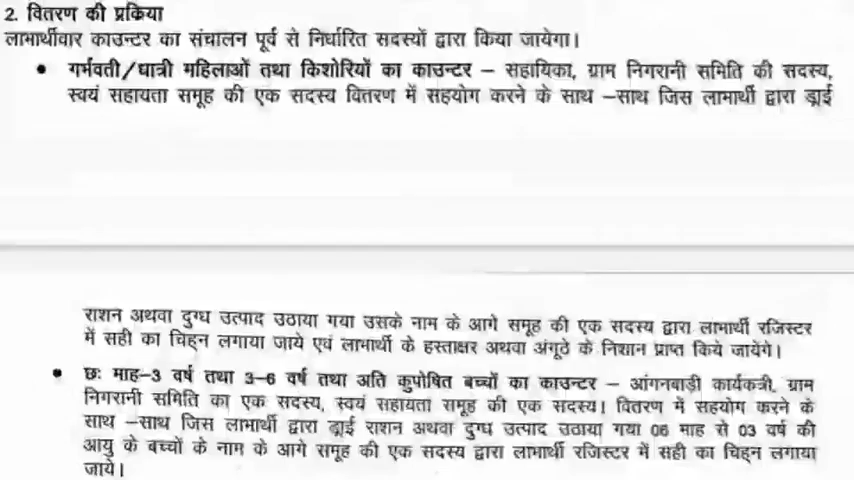 2. वितरण की प्रकिया
लाभार्थीवार काउन्टर का संचालन पूर्व से निर्धारित सदस्यों द्वारा किया जायेगा।
• गर्भवती/धात्री महिलाओं तथा किशोरियों का काउन्टर – सहायिका, ग्राम निगरानी समिति की सदस्य,
स्वयं सहायता समूह की एक सदस्य वितरण में सहयोग करने के साथ –साथ जिस लाभार्थी द्वारा ड्राई
राशन अथवा दुग्ध उत्पाद उठाया गया उसके नाम के आगे समूह की एक सदस्य द्वारा लाभार्थी रजिस्टर
में सही का चिह्न लगाया जाये एवं लाभार्थी के हस्ताक्षर अथवा अंगूठे के निशान प्राप्त किये जायेंगे।
• छः माह–3 वर्ष तथा 3–6 वर्ष तथा अति कुपोषित बच्चों का काउन्टर – आंगनबाड़ी कार्यकत्री, ग्राम
निगरानी समिति का एक सदस्य, स्वयं सहायता समूह की एक सदस्य। वितरण में सहयोग करने के
साथ –साथ जिस लाभार्थी द्वारा ड्राई राशन अथवा दुग्ध उत्पाद उठाया गया 06 माह से 03 वर्ष की
आयु के बच्चों के नाम के आगे समूह की एक सदस्य द्वारा लाभार्थी रजिस्टर में सही का चिह्न लगाया
जाये।